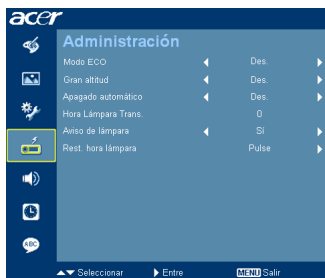 acer
Administración
Modo ECO Des.
Gran altitud Des.
Apagado automático Des.
Hora Lámpara Trans. 0
Aviso de lámpara Sí
Rest. hora lámpara Pulse
ABC
Seleccionar Entre MENU Salir